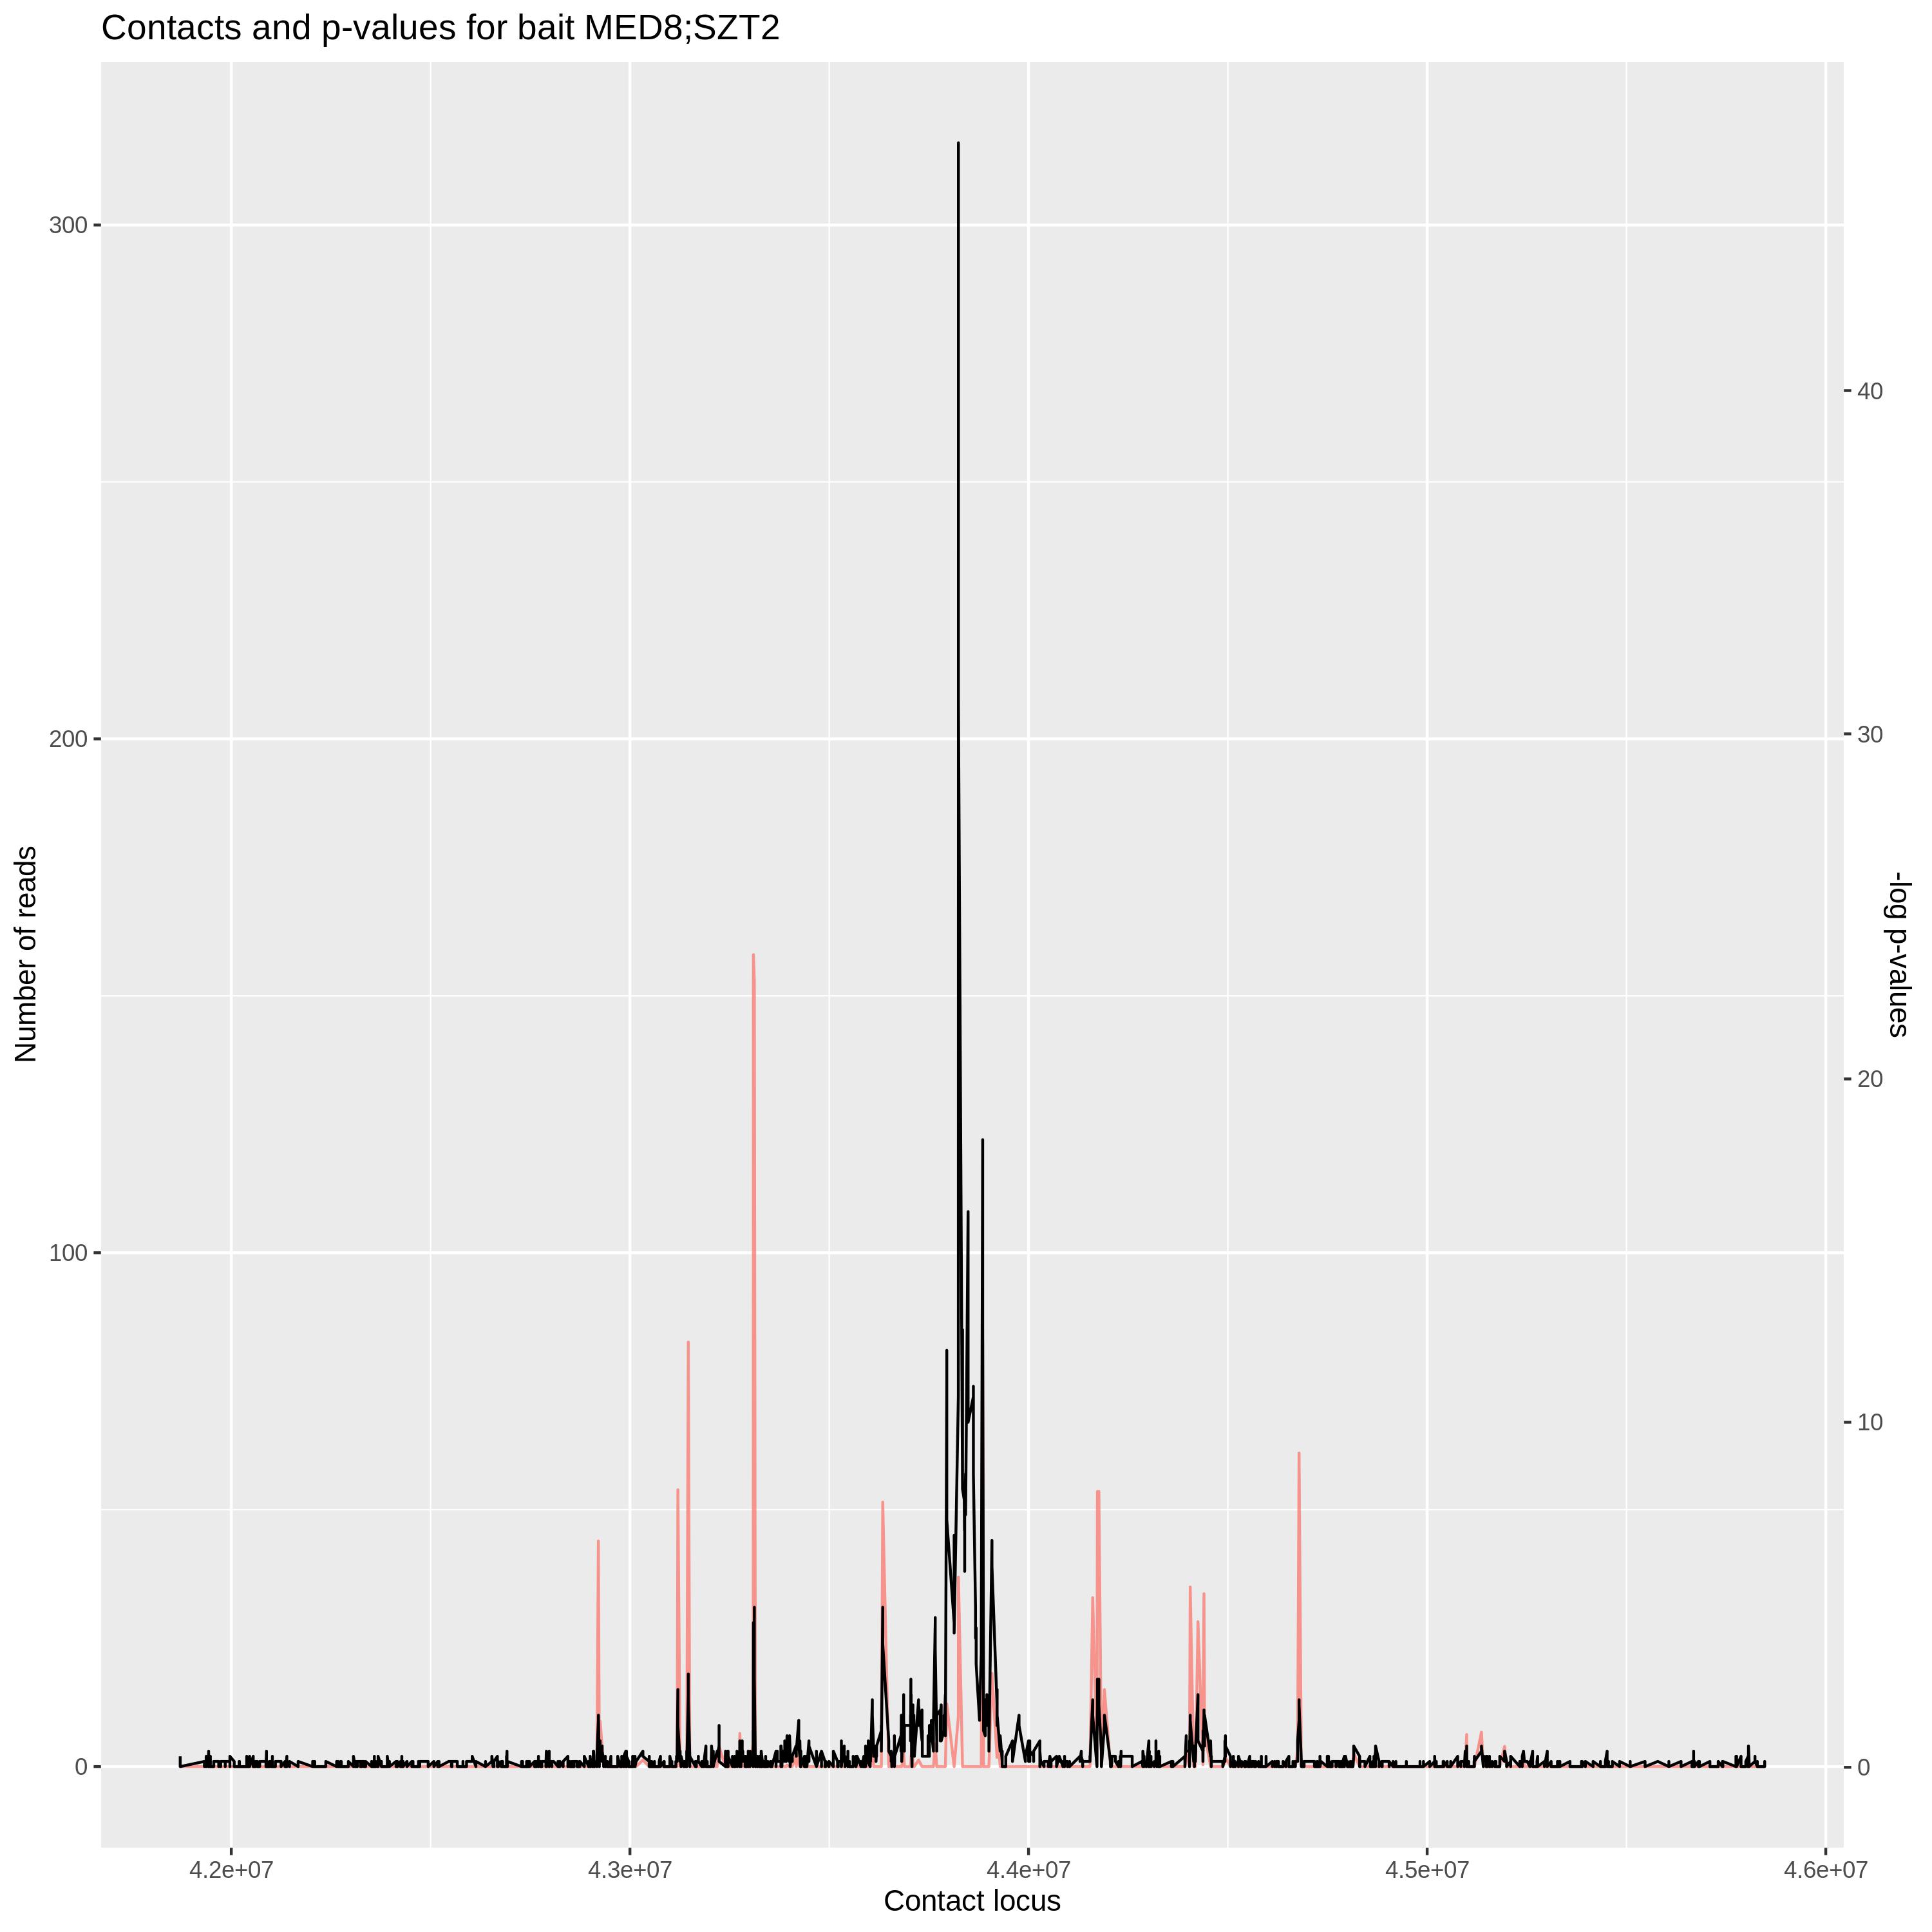 Contacts and p-values for bait MED8;SZT2
Number of reads
300
200
100
0
-log p-values
40
30
20
10
0
4.2e+07
4.3e+07
4.4e+07
4.5e+07
4.6e+07
Contact locus